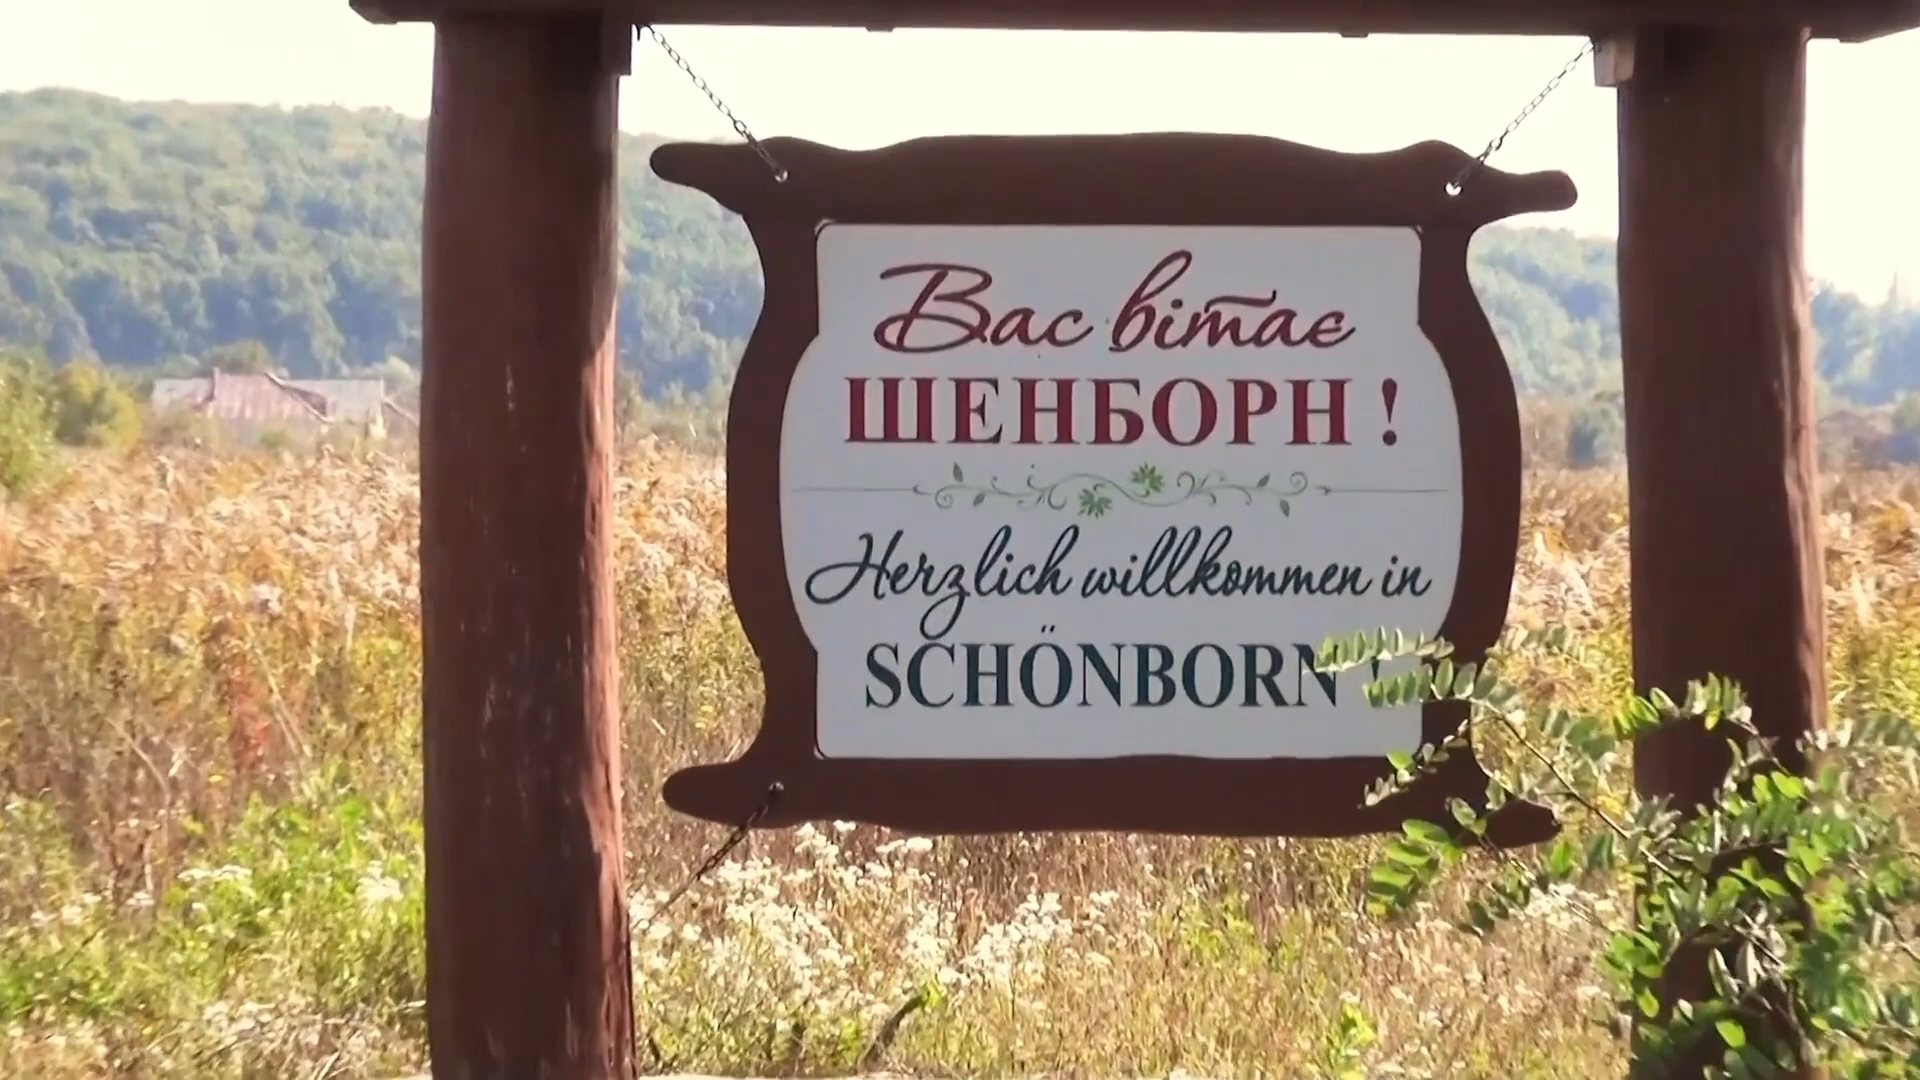 Вас вітає
ШЕНБОРН !
Herzlich willkommen in
SCHÖNBORN !